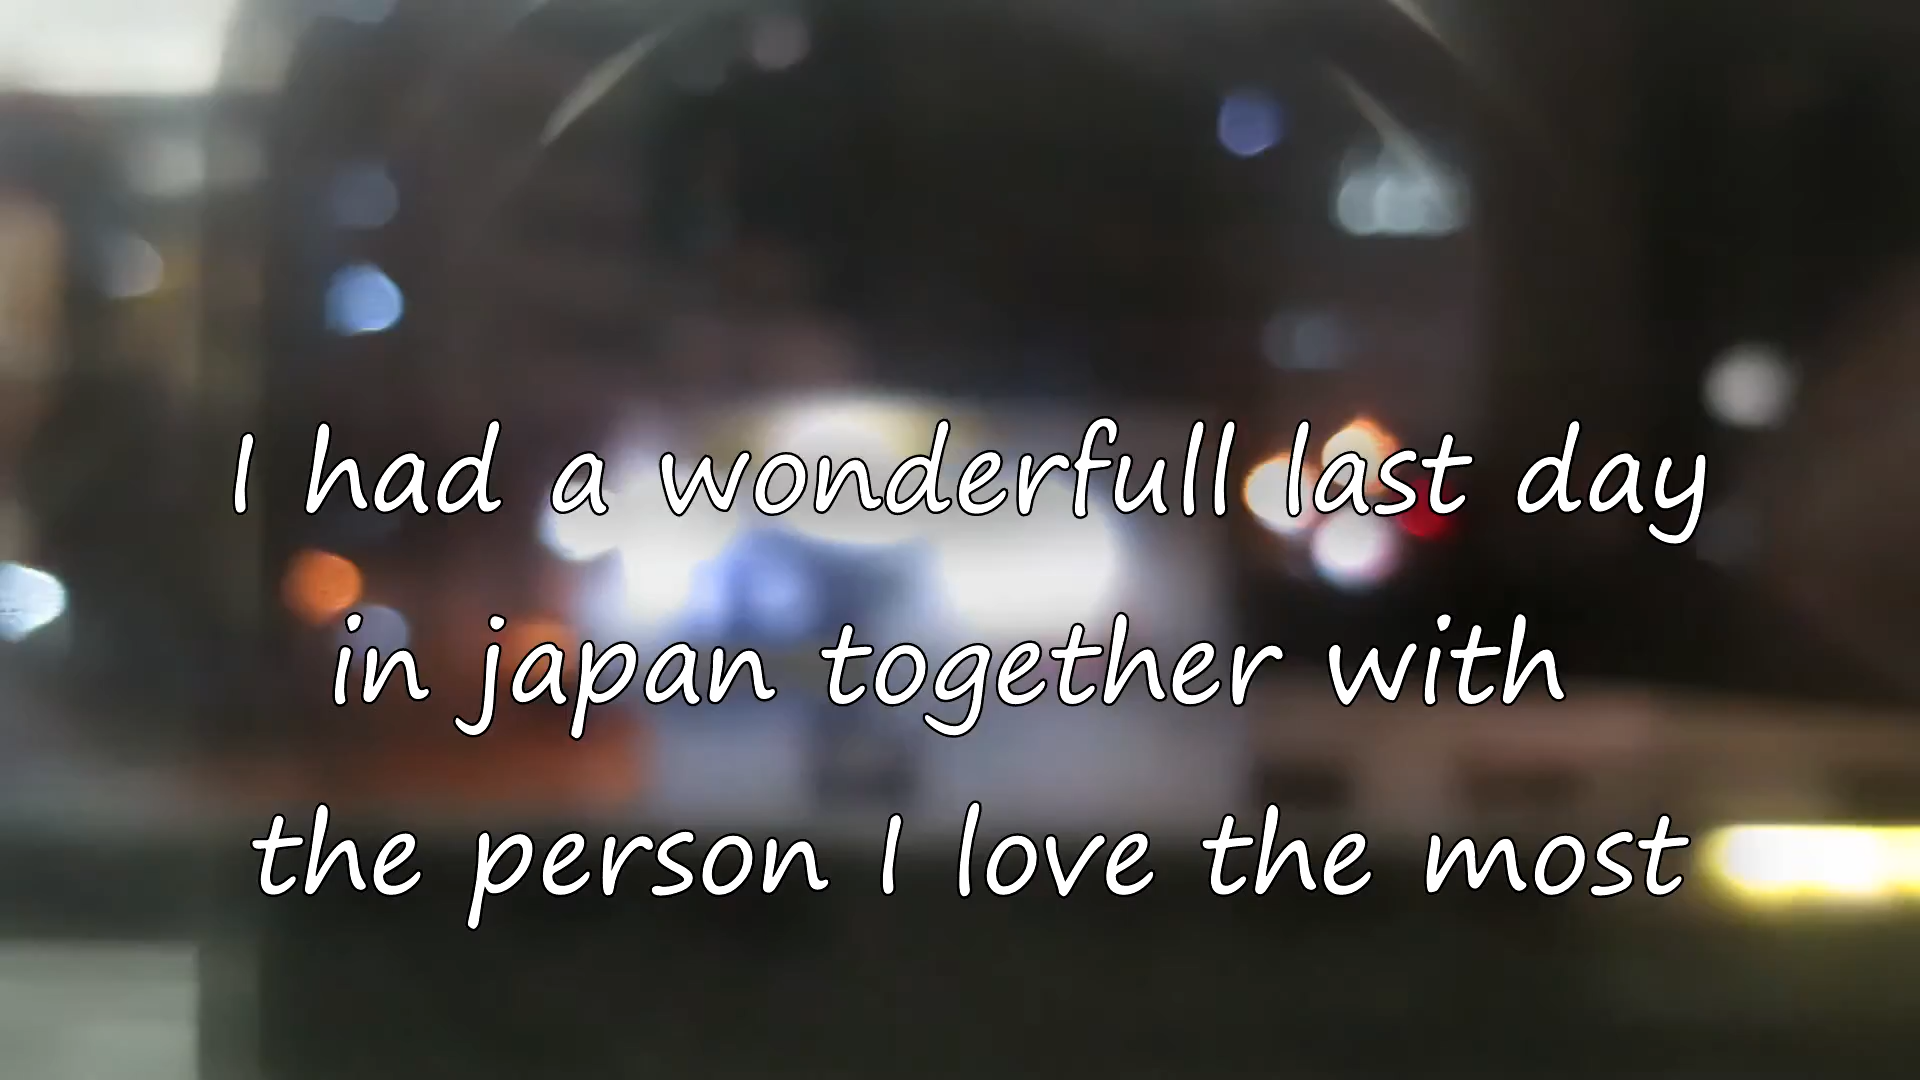 I had a wonderfull last day
in japan together with
the person I love the most